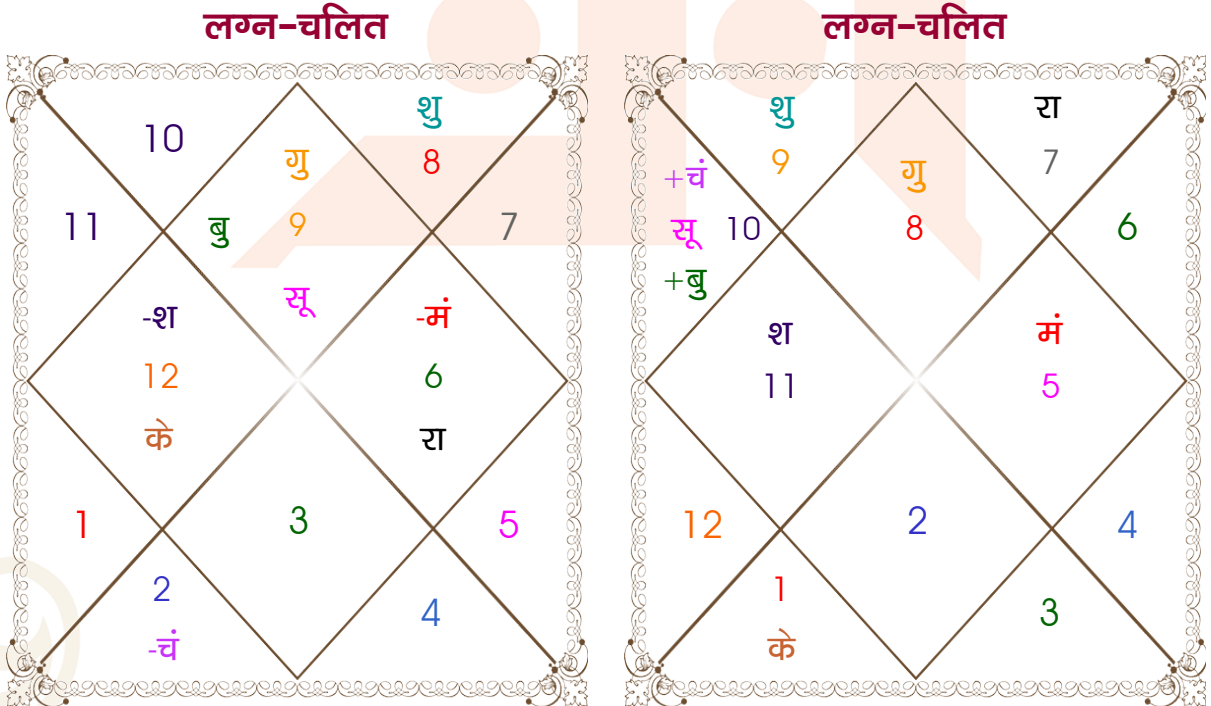 लग्न-चलित
10
शु
8
गु
11
बु
9
7
सू
-श
12
के
-मं
6
रा
1
3
5
2
-चं
4
लग्न-चलित
शु
9
रा
7
गु
8
+चं
सू 10
+बु
6
श
11
मं
5
12
2
4
1
के
3